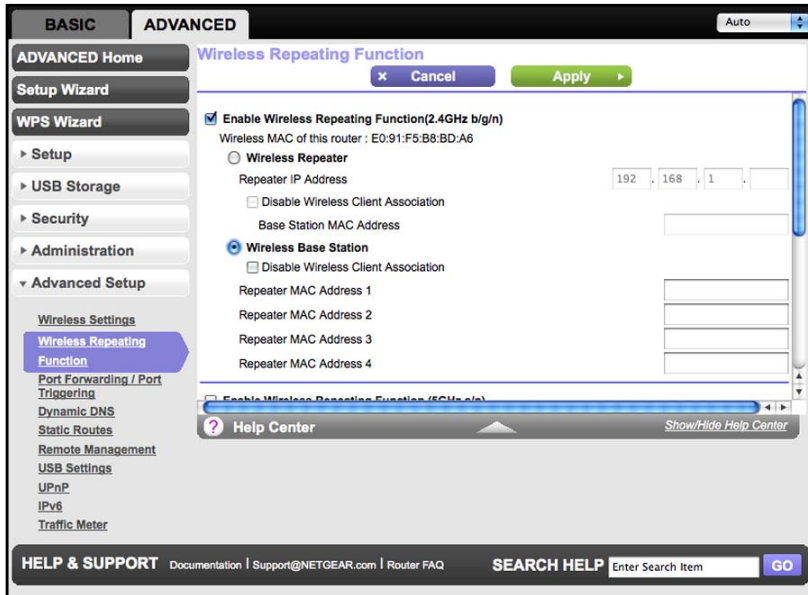 BASIC
ADVANCED
Auto
ADVANCED Home
Setup Wizard
WPS Wizard
Setup
USB Storage
Security
Administration
Advanced Setup
Wireless Settings
Wireless Repeating
Function
Port Forwarding / Port
Triggering
Dynamic DNS
Static Routes
Remote Management
USB Settings
UPnP
IPv6
Traffic Meter
Wireless Repeating Function
x Cancel
Apply
Enable Wireless Repeating Function(2.4GHz b/g/n)
Wireless MAC of this router : E0:91:F5:B8:BD:A6
Wireless Repeater
Repeater IP Address 192 . 168 . 1 .
Disable Wireless Client Association
Base Station MAC Address
Wireless Base Station
Disable Wireless Client Association
Repeater MAC Address 1
Repeater MAC Address 2
Repeater MAC Address 3
Repeater MAC Address 4
Enable Wireless Repeating Function (5GHz a/n)
? Help Center
Show/Hide Help Center
HELP & SUPPORT Documentation | Support@NETGEAR.com | Router FAQ
SEARCH HELP Enter Search Item GO